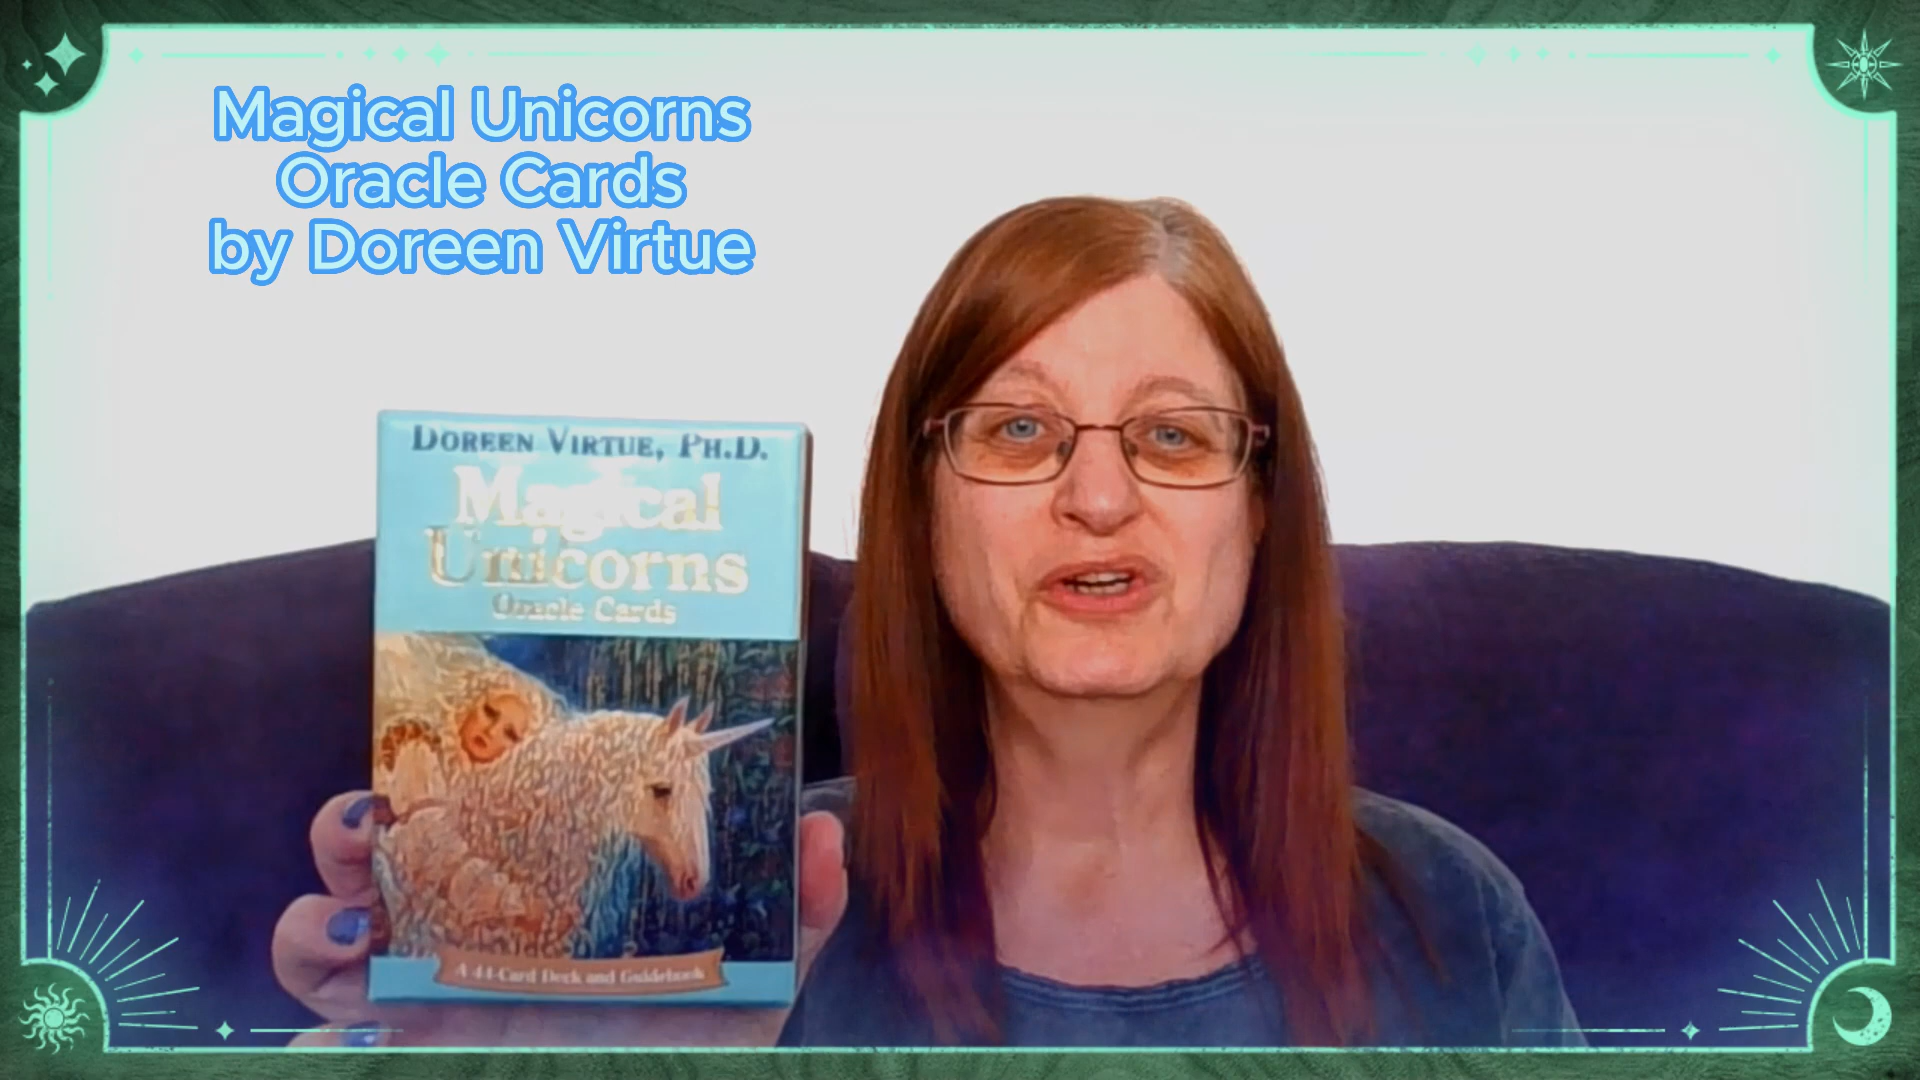 Magical Unicorns
Oracle Cards
by Doreen Virtue
DOREEN VIRTUE, PH.D.
Magical
Unicorns
Oracle Cards
A 44-Card Deck and Guidebook